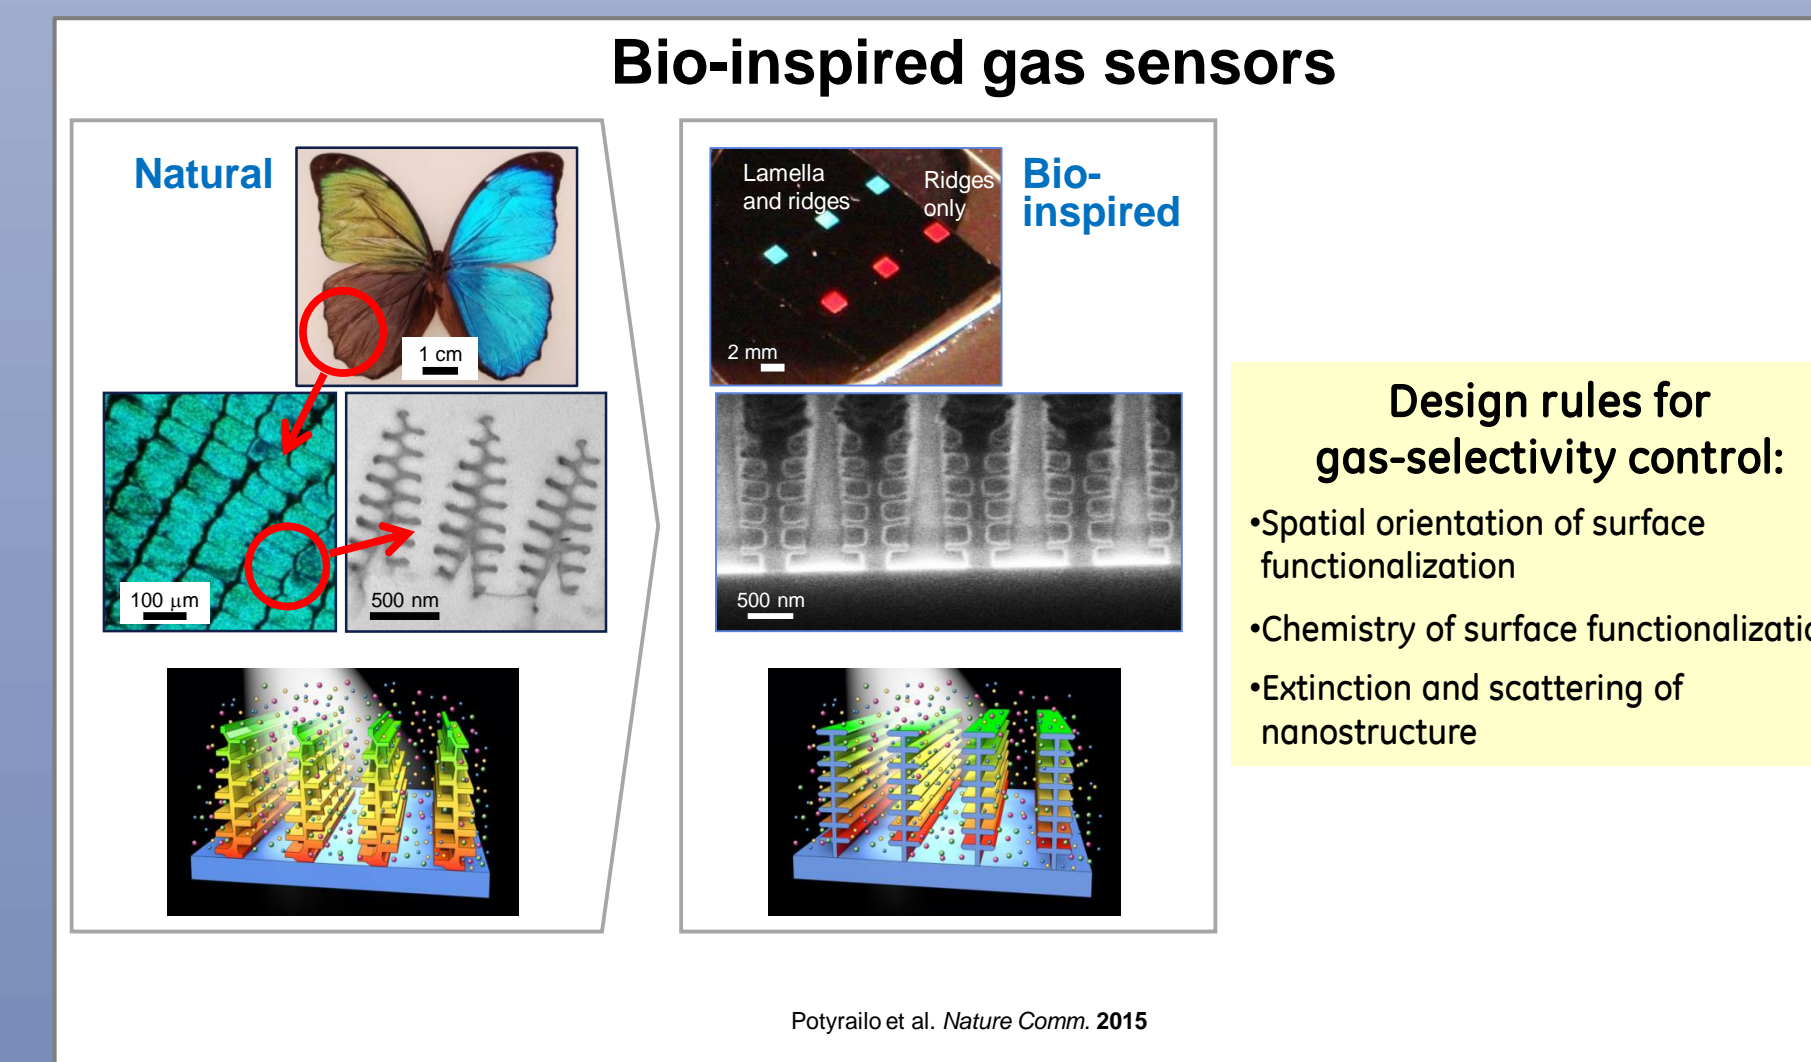 Bio-inspired gas sensors
Natural
1 cm
100 μm
500 nm
Lamella
and ridges
Ridges
only
Bio-
inspired
2 mm
500 nm
Design rules for
gas-selectivity control:
•Spatial orientation of surface
functionalization
•Chemistry of surface
•Extinction and scattering of
nanostructure
Potyrailo et al. Nature Comm. 2015